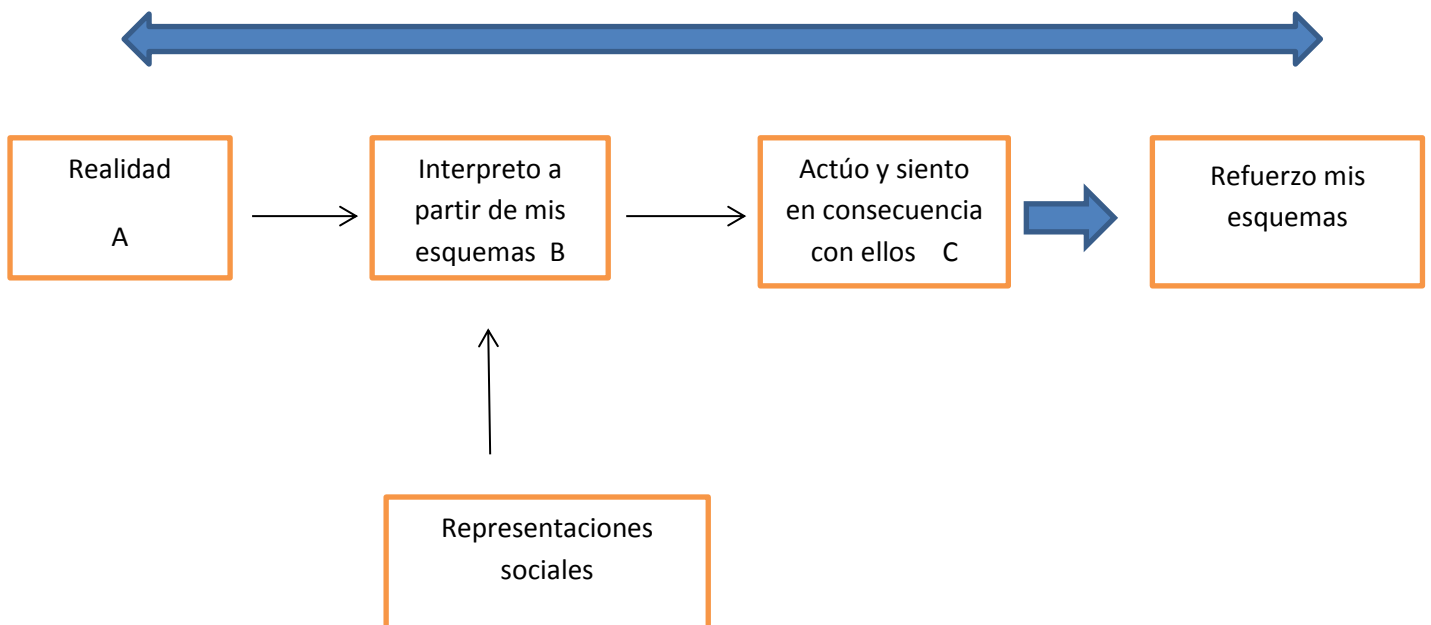 Realidad
A
Interpreto a
partir de mis
esquemas B
Actúo y siento
en consecuencia
con ellos C
Refuerzo mis
esquemas
Representaciones
sociales